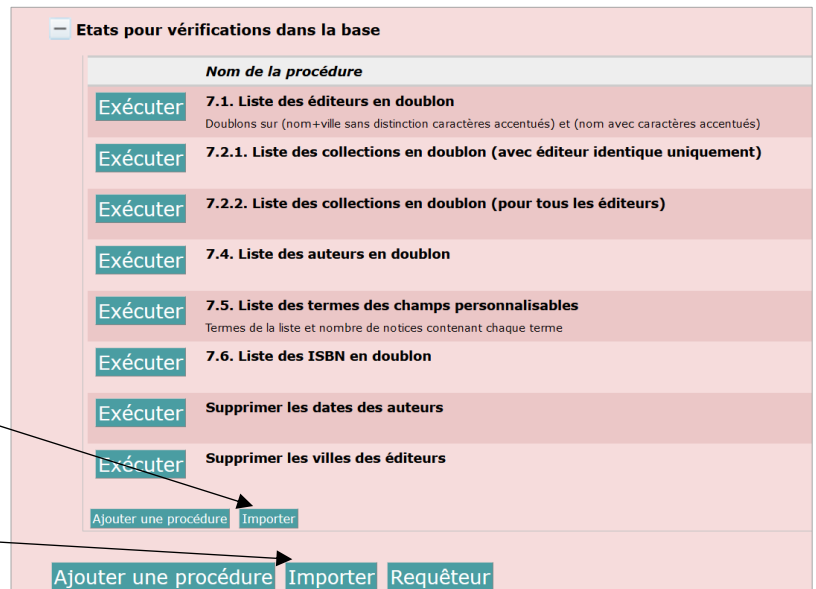 Etats pour vérifications dans la base
Nom de la procédure
Exécuter 7.1. Liste des éditeurs en doublon
Doublons sur (nom+ville sans distinction caractères accentués) et (nom avec caractères accentués)
Exécuter 7.2.1. Liste des collections en doublon (avec éditeur identique uniquement)
Exécuter 7.2.2. Liste des collections en doublon (pour tous les éditeurs)
Exécuter 7.4. Liste des auteurs en doublon
Exécuter 7.5. Liste des termes des champs personnalisables
Termes de la liste et nombre de notices contenant chaque terme
Exécuter 7.6. Liste des ISBN en doublon
Exécuter Supprimer les dates des auteurs
Exécuter Supprimer les villes des éditeurs
Ajouter une procédure Importer
Ajouter une procédure Importer Requêteur